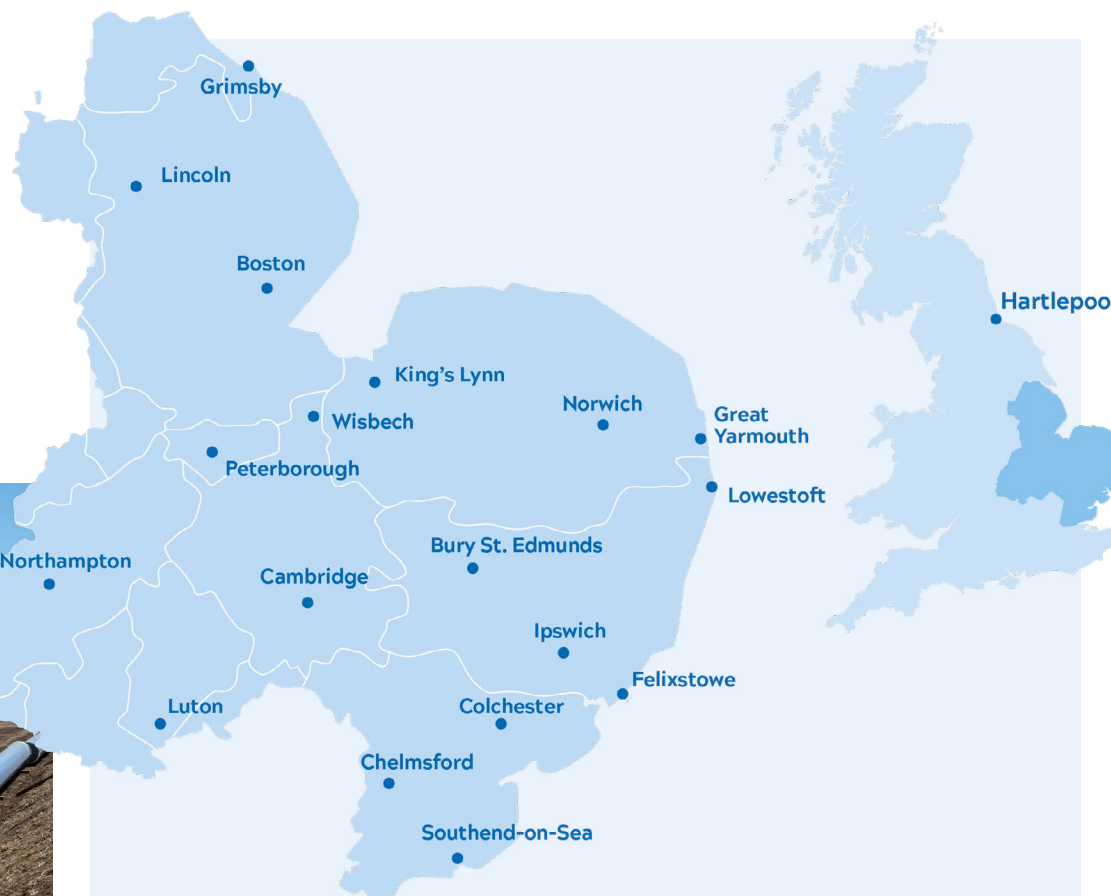 Grimsby
Lincoln
Boston
Hartlepoo
King's Lynn
Norwich
Great
Yarmouth
Wisbech
Peterborough
Lowestoft
Bury St. Edmunds
Northampton
Cambridge
Ipswich
Felixstowe
Luton
Colchester
Chelmsford
Southend-on-Sea